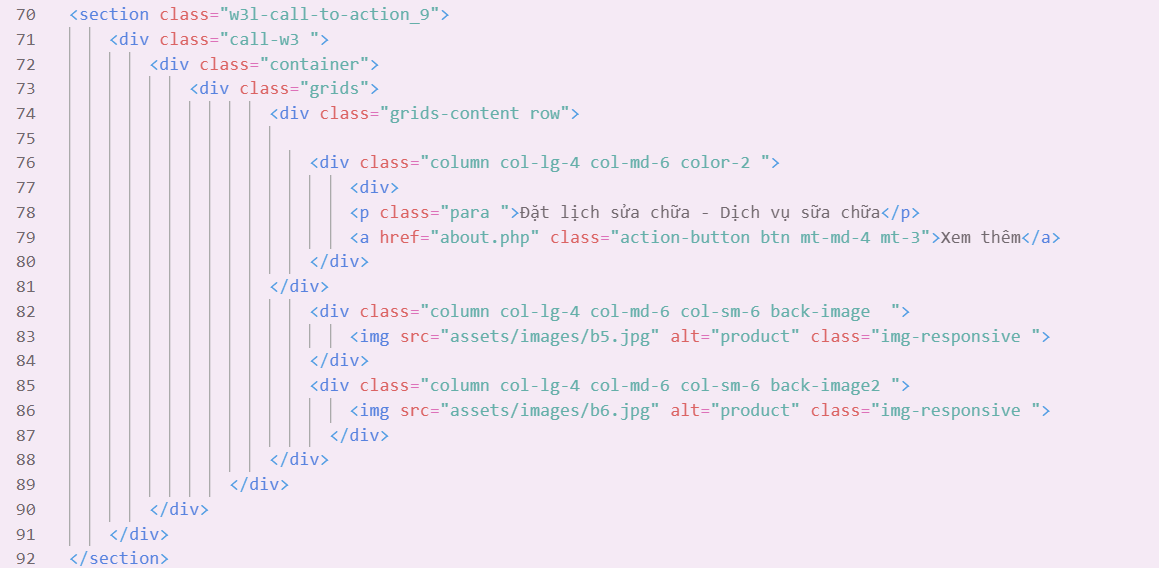 70 <section class="w3l-call-to-action_9">
71 <div class="call-w3 ">
72 <div class="container">
73 <div class="grids">
74 <div class="grids-content row">
75
76 <div class="column col-lg-4 col-md-6 color-2 ">
77 <div>
78 <p class="para ">Đặt lịch sửa chữa - Dịch vụ sữa chữa</p>
79 <a href="about.php" class="action-button btn mt-md-4 mt-3">Xem thêm</a>
80 </div>
81 </div>
82 <div class="column col-lg-4 col-md-6 col-sm-6 back-image  ">
83 <img src="assets/images/b5.jpg" alt="product" class="img-responsive ">
84 </div>
85 <div class="column col-lg-4 col-md-6 col-sm-6 back-image2 ">
86 <img src="assets/images/b6.jpg" alt="product" class="img-responsive ">
87 </div>
88 </div>
89 </div>
90 </div>
91 </div>
92 </section>